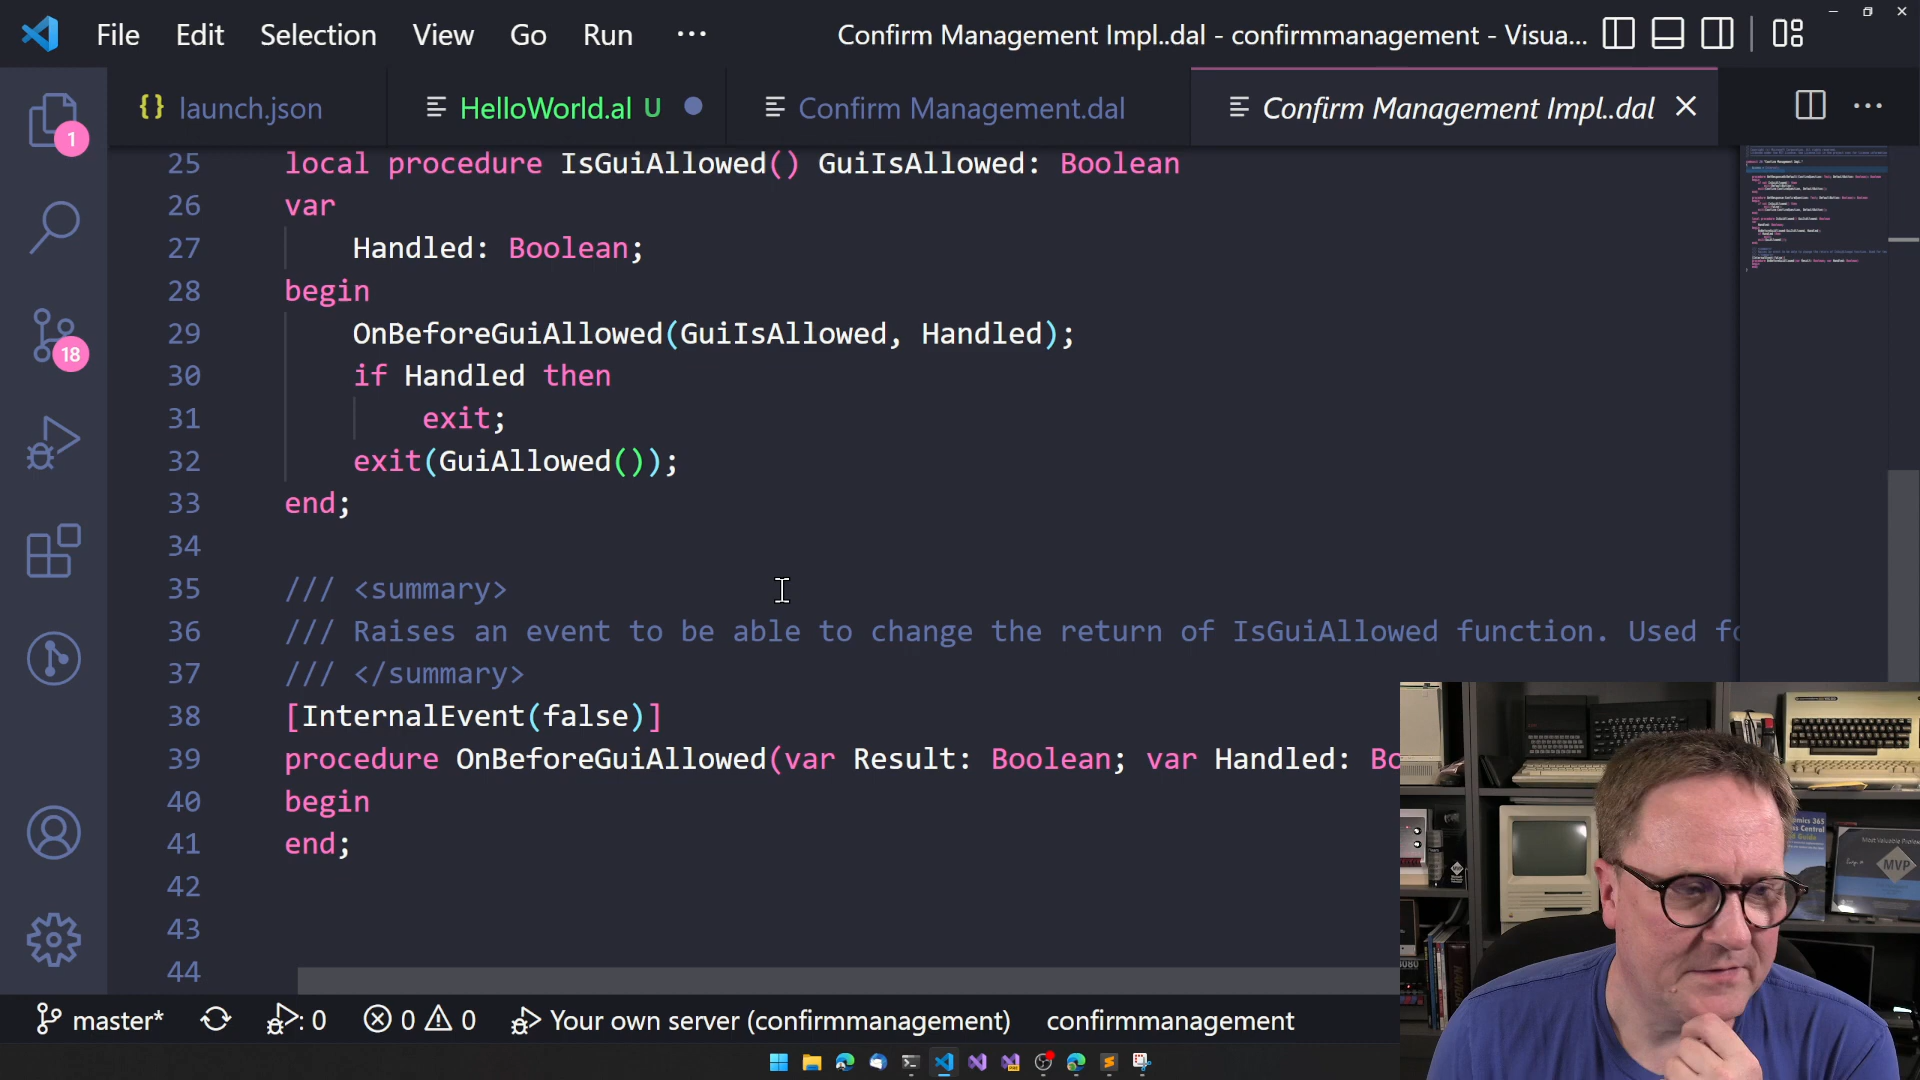 File Edit Selection View Go Run ··· Confirm Management Impl..dal - confirmmanagement - Visua...
{} launch.json HelloWorld.al U Confirm Management.dal Confirm Management Impl..dal
1
18
25 local procedure IsGuiAllowed() GuiIsAllowed: Boolean
26 var
27 Handled: Boolean;
28 begin
29 OnBeforeGuiAllowed(GuiIsAllowed, Handled);
30 if Handled then
31 exit;
32 exit(GuiAllowed());
33 end;
34
35 /// <summary>
36 /// Raises an event to be able to change the return of IsGuiAllowed function. Used fo
37 /// </summary>
38 [InternalEvent(false)]
39 procedure OnBeforeGuiAllowed(var Result: Boolean; var Handled: Bo
40 begin
41 end;
42
43
44
MVP
master* : 0 0 0 Your own server (confirmmanagement) confirmmanagement